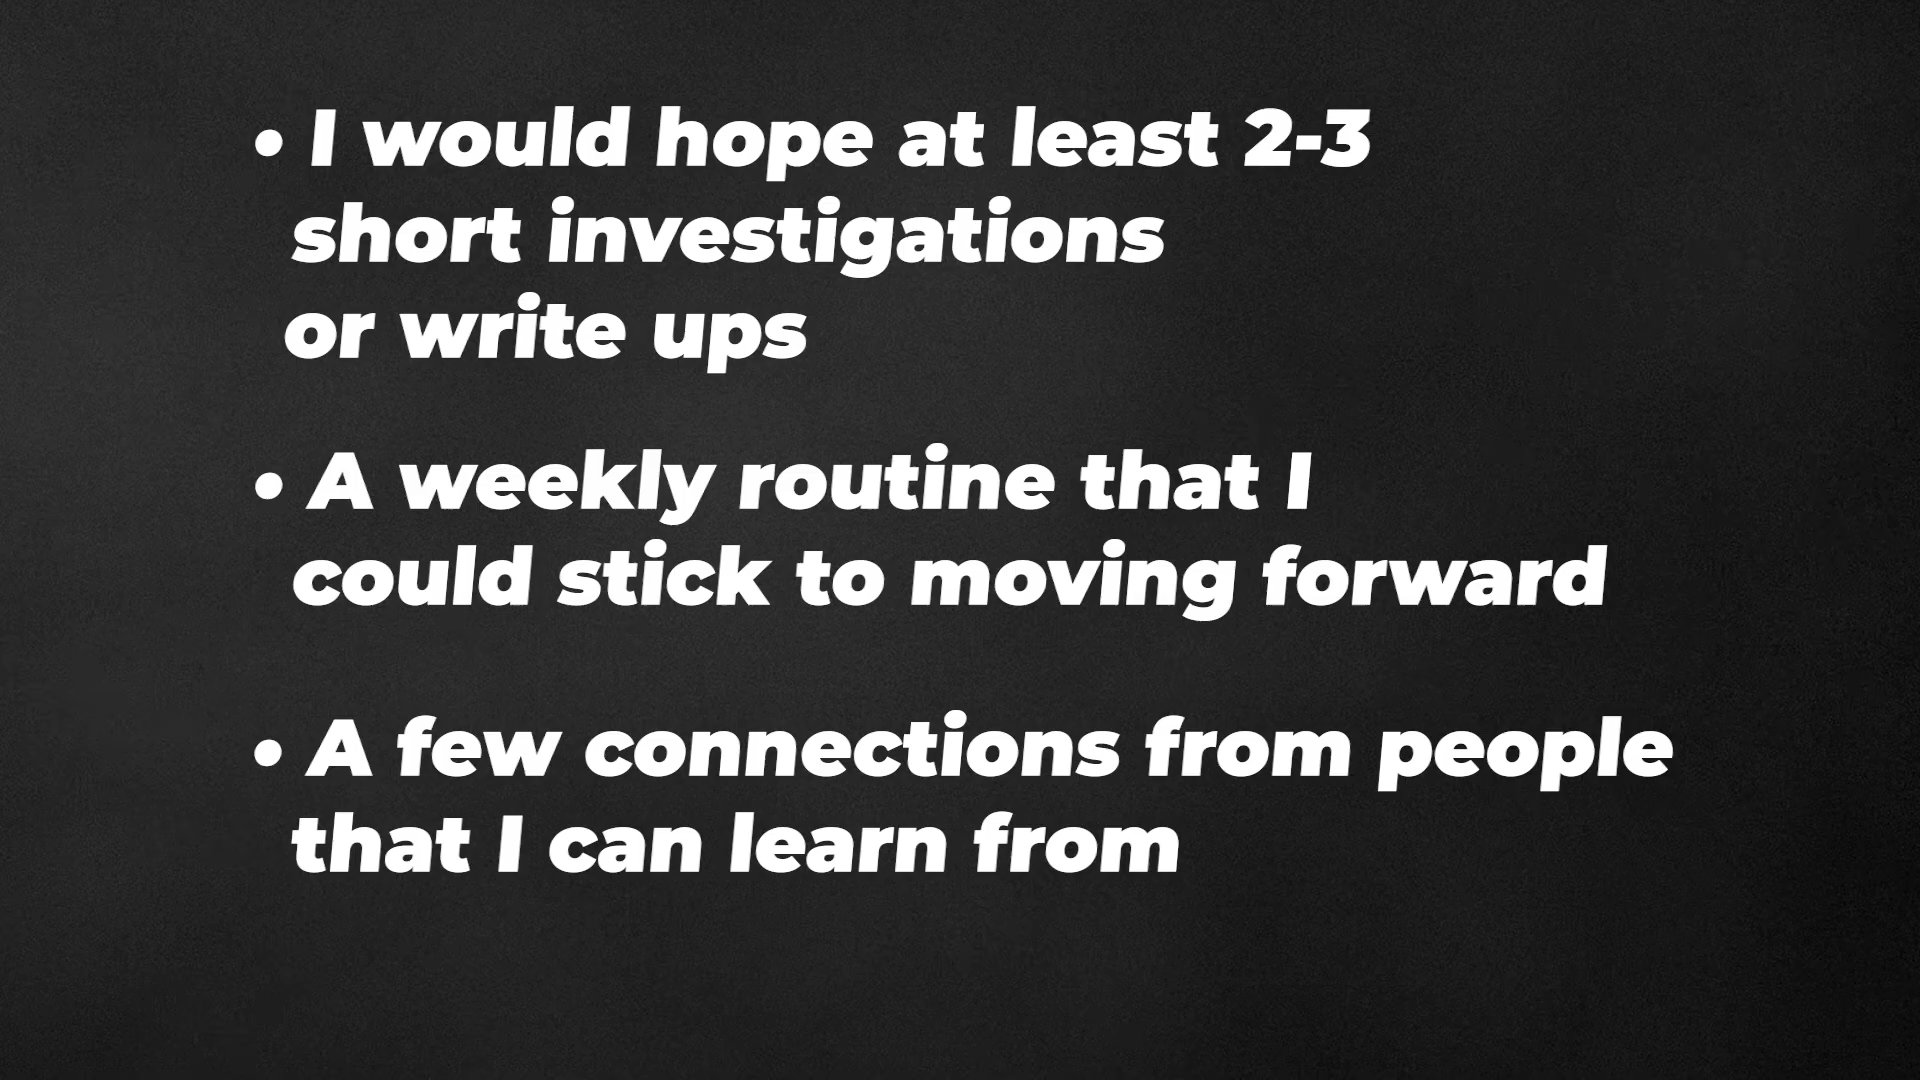 • I would hope at least 2-3
short investigations
or write ups
• A weekly routine that I
could stick to moving forward
• A few connections from people
that I can learn from